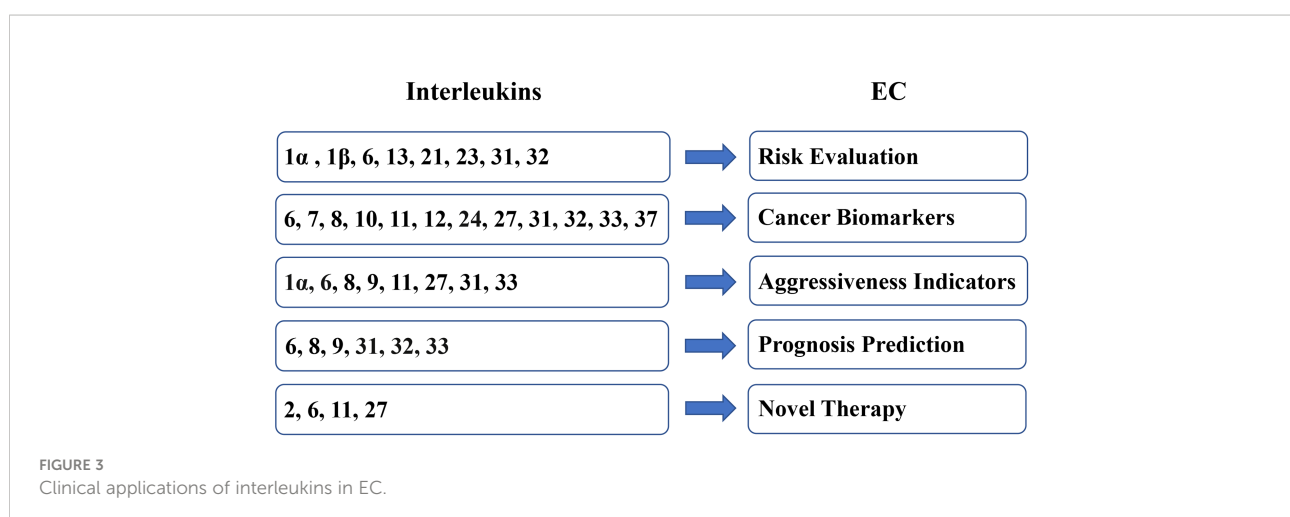 Interleukins EC
1α , 1β, 6, 13, 21, 23, 31, 32 Risk Evaluation
6, 7, 8, 10, 11, 12, 24, 27, 31, 32, 33, 37 Cancer Biomarkers
1α, 6, 8, 9, 11, 27, 31, 33 Aggressiveness Indicators
6, 8, 9, 31, 32, 33 Prognosis Prediction
2, 6, 11, 27 Novel Therapy
FIGURE 3
Clinical applications of interleukins in EC.